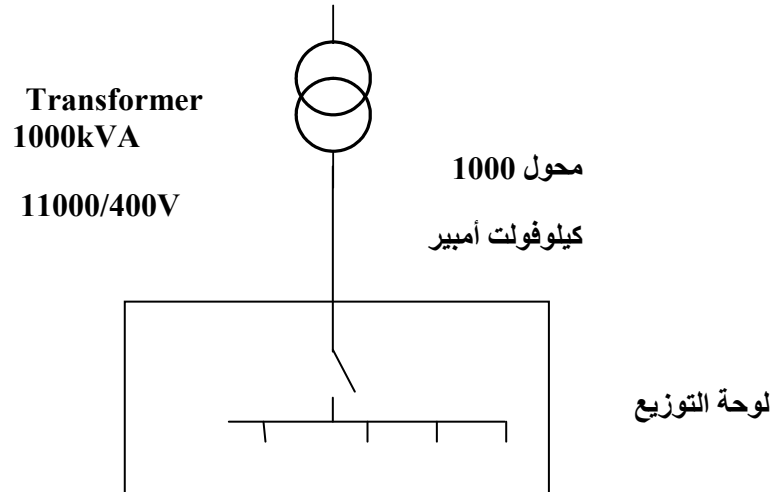 Transformer
1000kVA
11000/400V
محول 1000
كيلوفولت أمبير
لوحة التوزيع